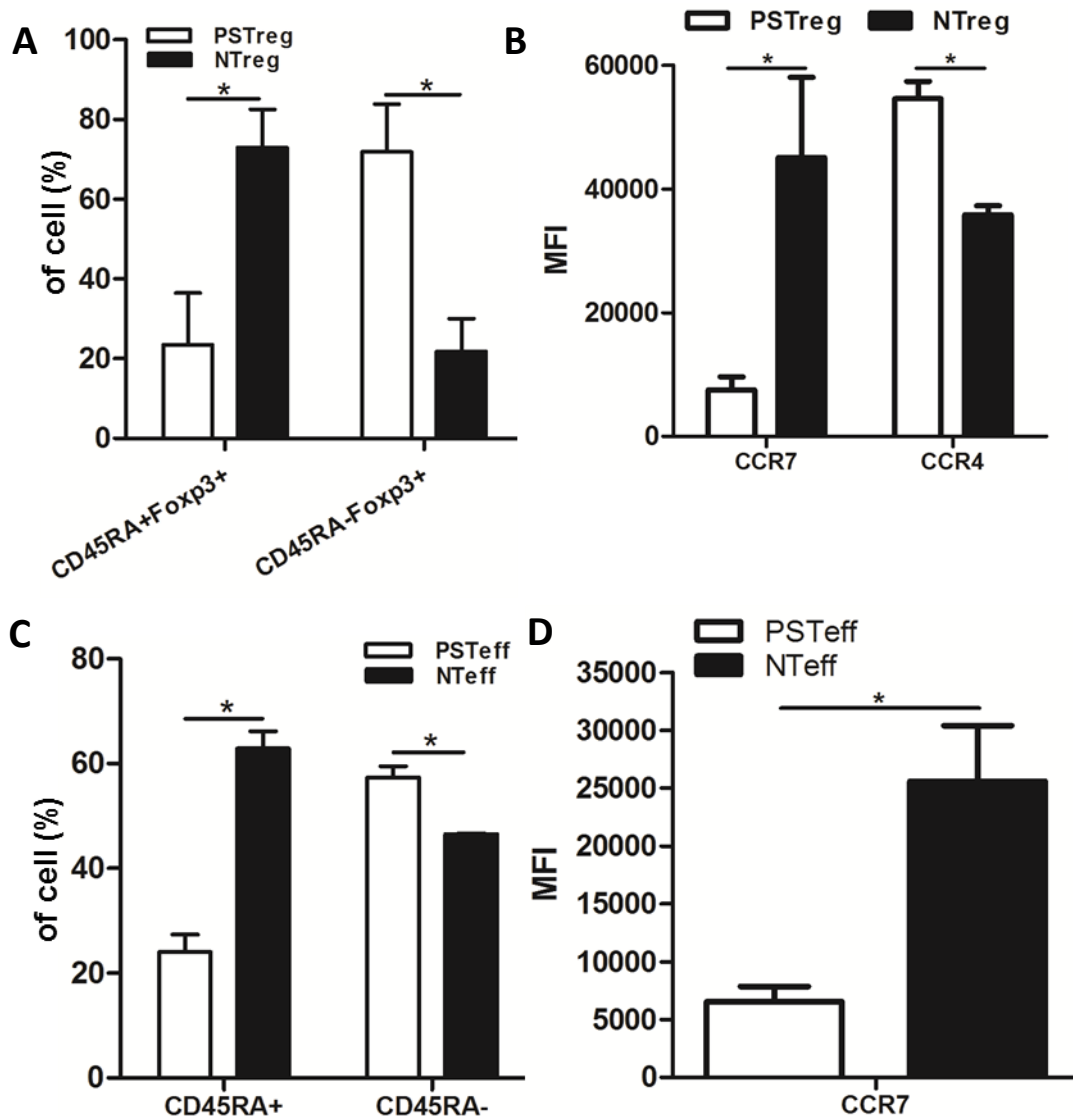 A
PSTreg
NTreg
of cell (%)
100
80
60
40
20
0
*
*
CD45RA+Foxp3+
CD45RA-Foxp3+
B
PSTreg
NTreg
MFI
60000
40000
20000
0
*
*
CCR7
CCR4
C
PSTeff
NTeff
of cell (%)
80
60
40
20
0
*
*
CD45RA+
CD45RA-
D
PSTeff
NTeff
MFI
35000
30000
25000
20000
15000
10000
5000
0
*
CCR7